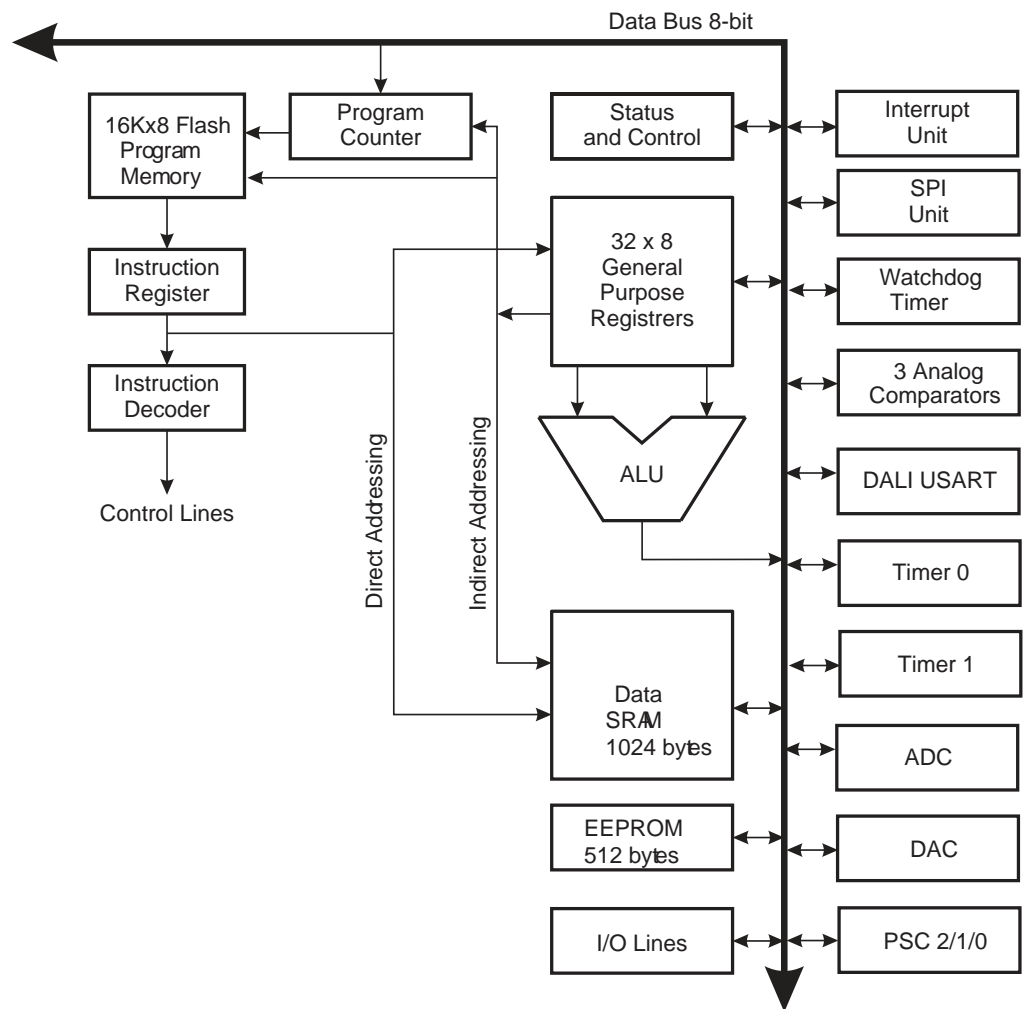 Data Bus 8-bit
16Kx8 Flash
Program
Memory
Program
Counter
Status
and Control
Interrupt
Unit
SPI
Unit
Instruction
Register
32 x 8
General
Purpose
Registrers
Watchdog
Timer
Instruction
Decoder
3 Analog
Comparators
ALU
DALI USART
Control Lines
Direct Addressing
Indirect Addressing
Timer 0
Timer 1
Data
SRAM
1024 bytes
ADC
EEPROM
512 bytes
DAC
I/O Lines
PSC 2/1/0